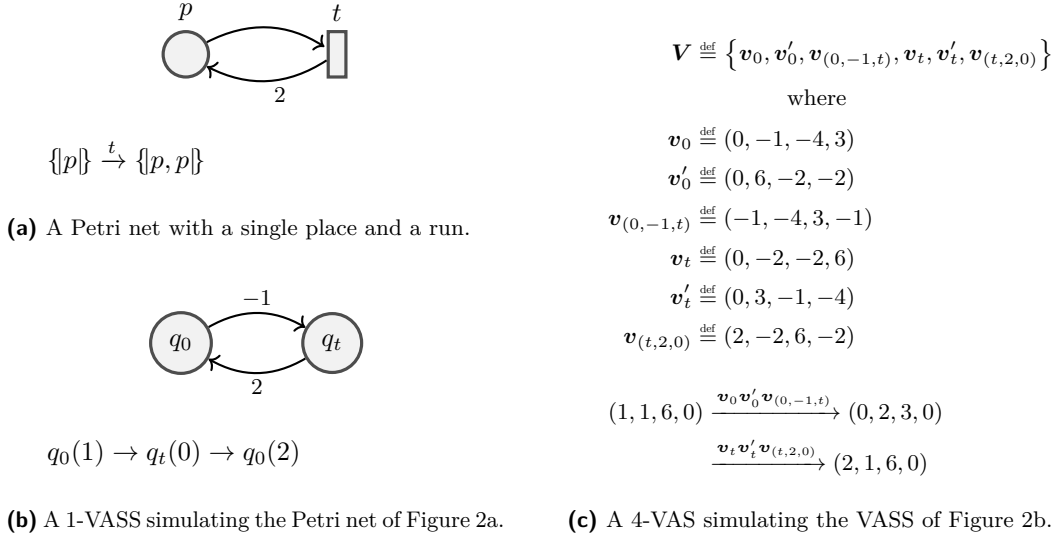 p
t
2
{|p|} t→ {|p, p|}
(a) A Petri net with a single place and a run.
−1
q₀
qₜ
2
q₀(1) → qₜ(0) → q₀(2)
(b) A 1-VASS simulating the Petri net of Figure 2a.
V ≝ {v₀, v′₀, v₍₀,₋₁,ₜ₎, vₜ, v′ₜ, v₍ₜ,₂,₀₎}
where
v₀ ≝ (0, −1, −4, 3)
v′₀ ≝ (0, 6, −2, −2)
v₍₀,₋₁,ₜ₎ ≝ (−1, −4, 3, −1)
vₜ ≝ (0, −2, −2, 6)
v′ₜ ≝ (0, 3, −1, −4)
v₍ₜ,₂,₀₎ ≝ (2, −2, 6, −2)
(1, 1, 6, 0) v₀v′₀v₍₀,₋₁,ₜ₎→ (0, 2, 3, 0)
vₜv′ₜv₍ₜ,₂,₀₎→ (2, 1, 6, 0)
(c) A 4-VAS simulating the VASS of Figure 2b.